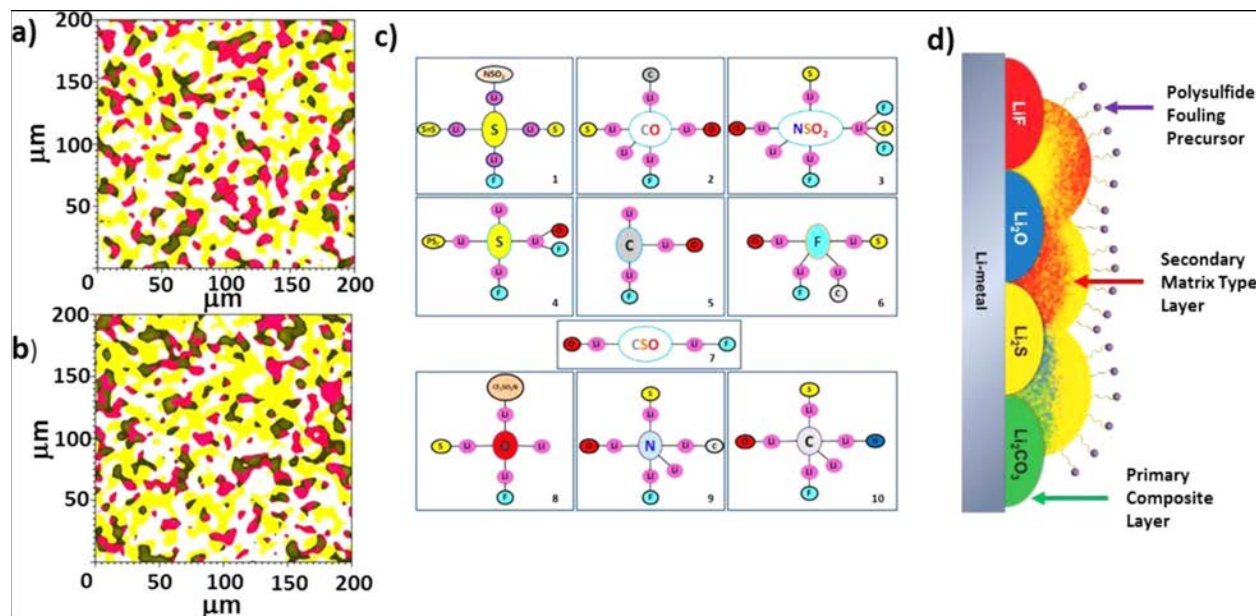 a)
200
150
100
50
µm
0
50
100
150
200
µm
b)
200
150
100
50
µm
0
50
100
150
200
µm
c)
NSO₂
Li
S=S Li S Li S
Li
F
1
C
Li
S Li CO Li O
Li Li
F
2
S
Li
F
O Li NSO₂ Li S
F
Li Li
F
3
Li
PSₓ Li S Li O
F
Li
F
4
Li
C Li O
Li
F
5
O Li F Li S
Li Li
F C
6
O Li CSO Li F
7
Li
S Li O Li
Li
F
8
S
Li
O Li N Li C
Li Li
F
9
S
Li
O Li C Li N
Li Li
F
10
d)
Li-metal
LiF
Li₂O
Li₂S
Li₂CO₃
Polysulfide
Fouling
Precursor
Secondary
Matrix Type
Layer
Primary
Composite
Layer